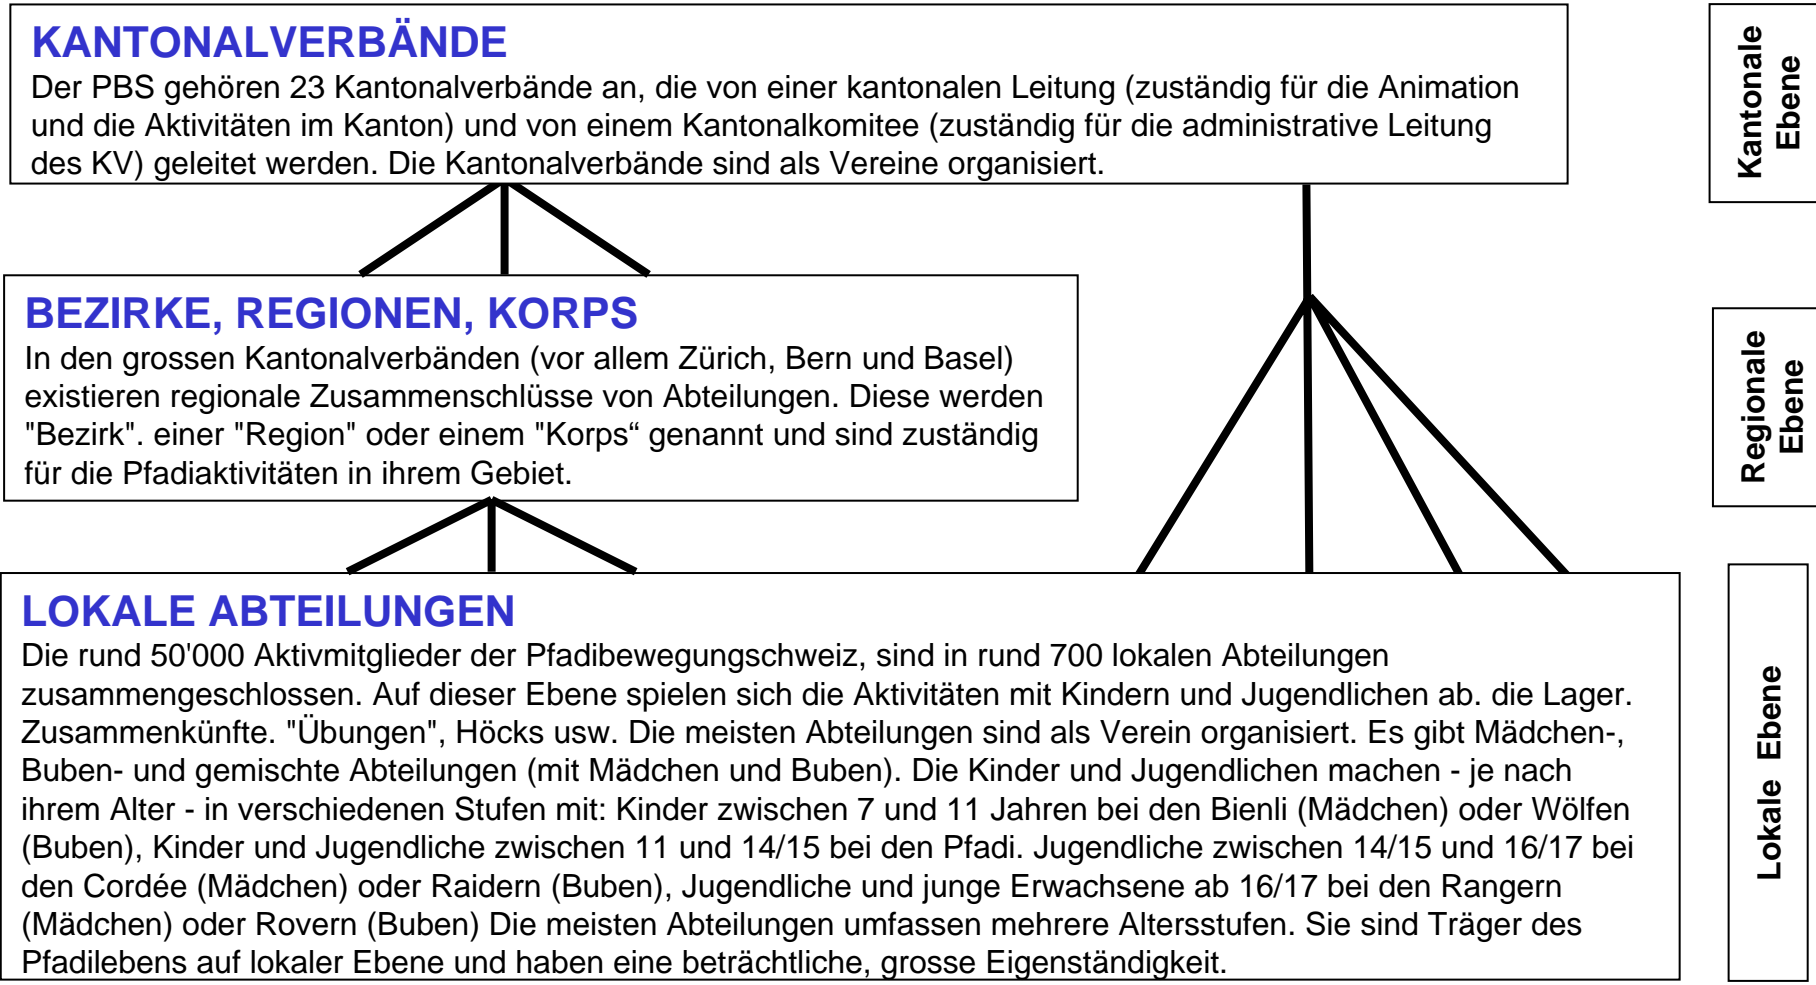 KANTONALVERBÄNDE
Der PBS gehören 23 Kantonalverbände an, die von einer kantonalen Leitung (zuständig für die Animation
und die Aktivitäten im Kanton) und von einem Kantonalkomitee (zuständig für die administrative Leitung
des KV) geleitet werden. Die Kantonalverbände sind als Vereine organisiert.
Kantonale
Ebene
BEZIRKE, REGIONEN, KORPS
In den grossen Kantonalverbänden (vor allem Zürich, Bern und Basel)
existieren regionale Zusammenschlüsse von Abteilungen. Diese werden
"Bezirk". einer "Region" oder einem "Korps“ genannt und sind zuständig
für die Pfadiaktivitäten in ihrem Gebiet.
Regionale
Ebene
LOKALE ABTEILUNGEN
Die rund 50'000 Aktivmitglieder der Pfadibewegungschweiz, sind in rund 700 lokalen Abteilungen
zusammengeschlossen. Auf dieser Ebene spielen sich die Aktivitäten mit Kindern und Jugendlichen ab. die Lager.
Zusammenkünfte. "Übungen", Höcks usw. Die meisten Abteilungen sind als Verein organisiert. Es gibt Mädchen-,
Buben- und gemischte Abteilungen (mit Mädchen und Buben). Die Kinder und Jugendlichen machen - je nach
ihrem Alter - in verschiedenen Stufen mit: Kinder zwischen 7 und 11 Jahren bei den Bienli (Mädchen) oder Wölfen
(Buben), Kinder und Jugendliche zwischen 11 und 14/15 bei den Pfadi. Jugendliche zwischen 14/15 und 16/17 bei
den Cordée (Mädchen) oder Raidern (Buben), Jugendliche und junge Erwachsene ab 16/17 bei den Rangern
(Mädchen) oder Rovern (Buben) Die meisten Abteilungen umfassen mehrere Altersstufen. Sie sind Träger des
Pfadilebens auf lokaler Ebene und haben eine beträchtliche, grosse Eigenständigkeit.
Lokale Ebene